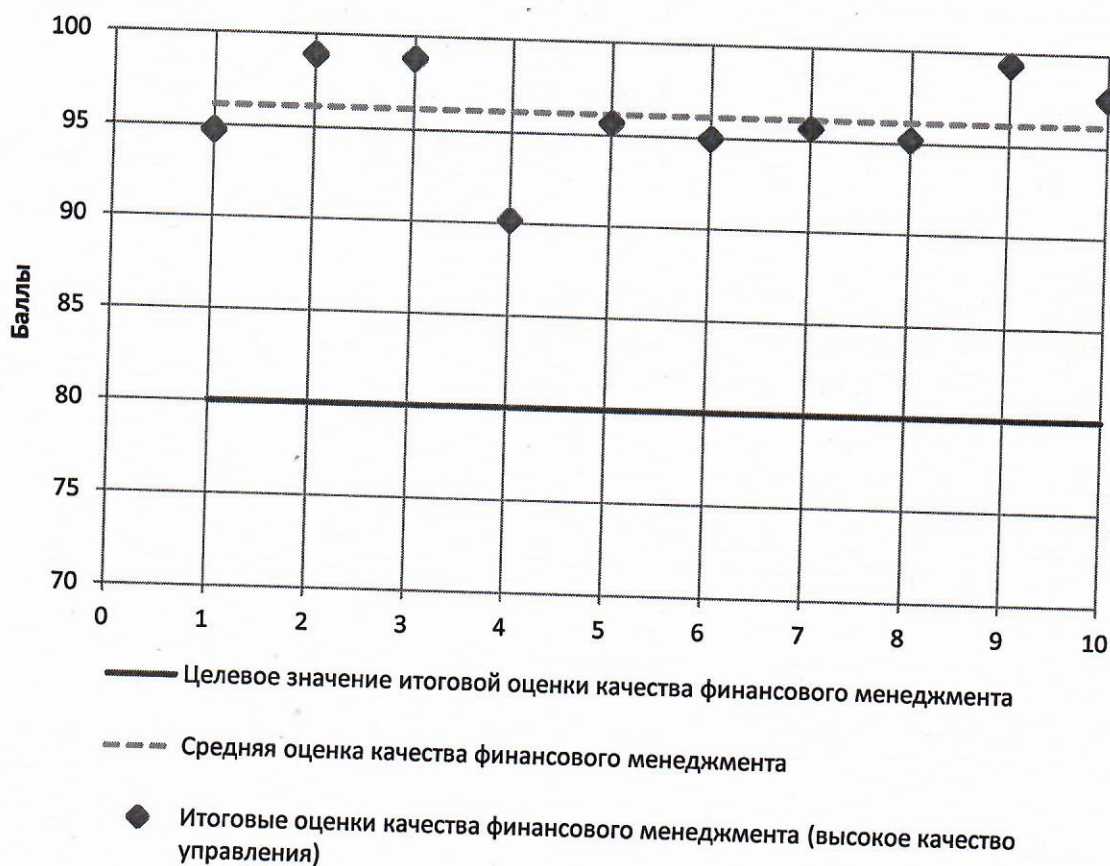 100
95
90
85
80
75
70
Баллы
0 1 2 3 4 5 6 7 8 9 10
Целевое значение итоговой оценки качества финансового менеджмента
Средняя оценка качества финансового менеджмента
Итоговые оценки качества финансового менеджмента (высокое качество
управления)